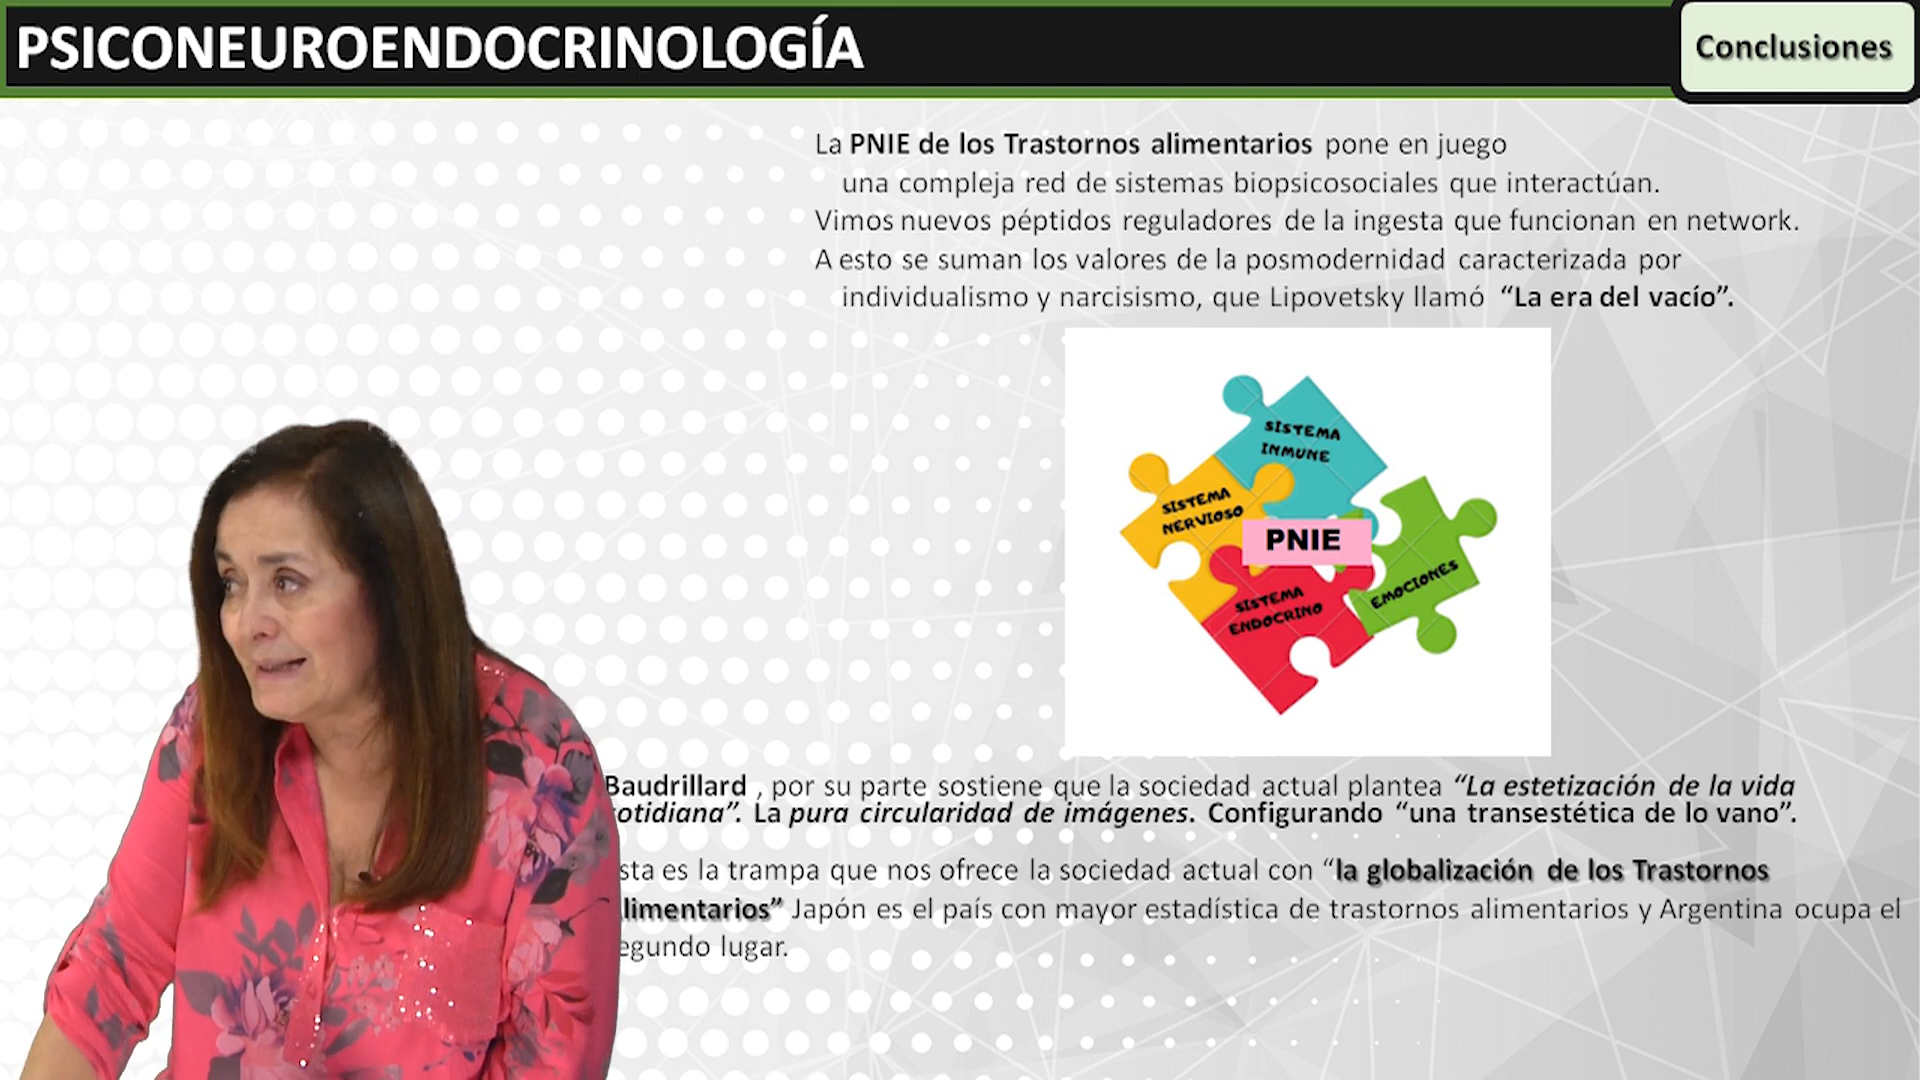 PSICONEUROENDOCRINOLOGÍA
Conclusiones
La PNIE de los Trastornos alimentarios pone en juego
una compleja red de sistemas biopsicosociales que interactúan.
Vimos nuevos péptidos reguladores de la ingesta que funcionan en network.
A esto se suman los valores de la posmodernidad caracterizada por
individualismo y narcisismo, que Lipovetsky llamó “La era del vacío”.
SISTEMA
INMUNE
SISTEMA
NERVIOSO
PNIE
EMOCIONES
SISTEMA
ENDOCRINO
Baudrillard , por su parte sostiene que la sociedad actual plantea “La estetización de la vida
otidiana”. La pura circularidad de imágenes. Configurando “una transestética de lo vano”.
sta es la trampa que nos ofrece la sociedad actual con “la globalización de los Trastornos
limentarios” Japón es el país con mayor estadística de trastornos alimentarios y Argentina ocupa el
egundo lugar.